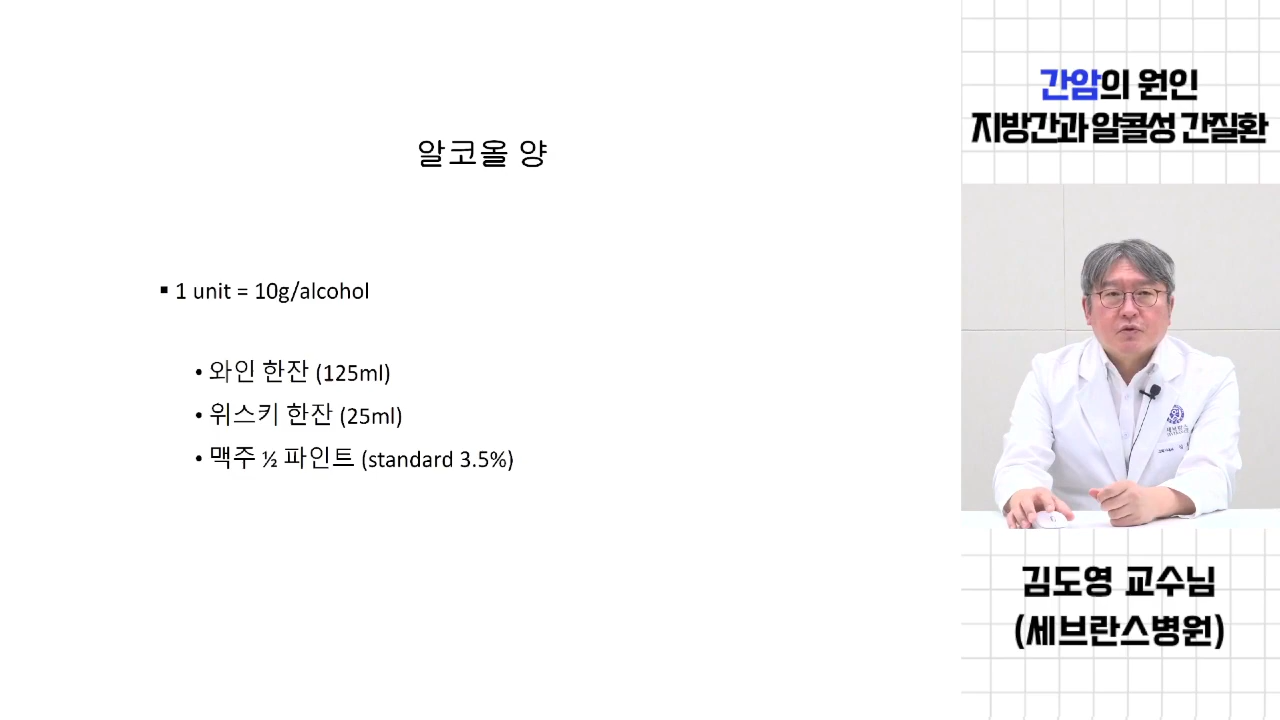 알코올 양
▪ 1 unit = 10g/alcohol
• 와인 한잔 (125ml)
• 위스키 한잔 (25ml)
• 맥주 ½ 파인트 (standard 3.5%)
간암의 원인
지방간과 알콜성 간질환
김도영 교수님
(세브란스병원)